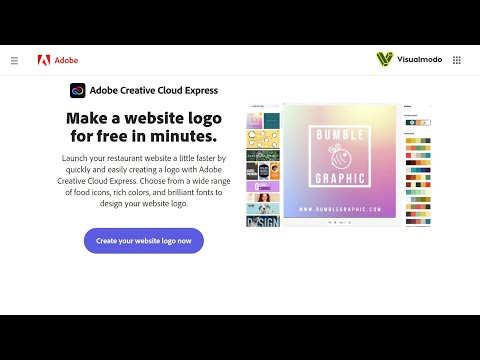 Adobe
Visualmodo
Adobe Creative Cloud Express
Make a website logo
for free in minutes.
Launch your restaurant website a little faster by
quickly and easily creating a logo with Adobe
Creative Cloud Express. Choose from a wide range
of food icons, rich colors, and brilliant fonts to
design your website logo.
Create your website logo now
BUMBLE
GRAPHIC
WWW.BUMBLEGRAPHIC.COM
DESIGN